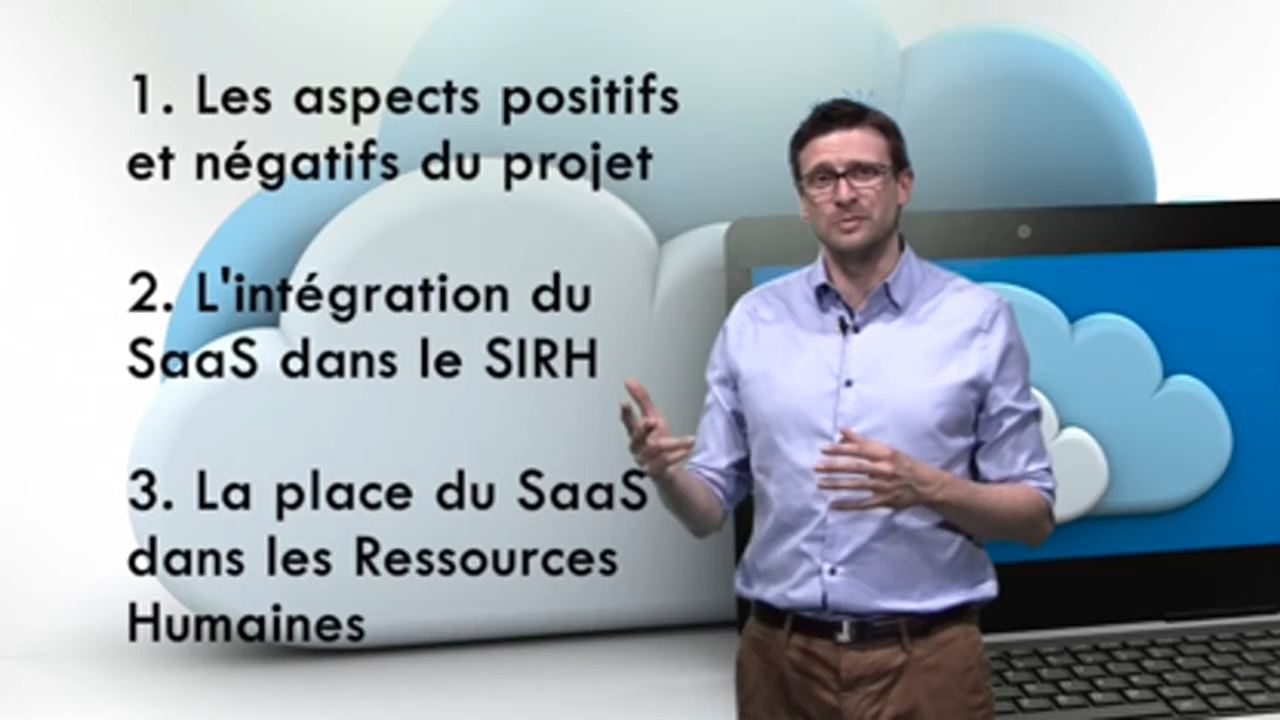 1. Les aspects positifs
et négatifs du projet
2. L'intégration du
SaaS dans le SIRH
3. La place du SaaS
dans les Ressources
Humaines